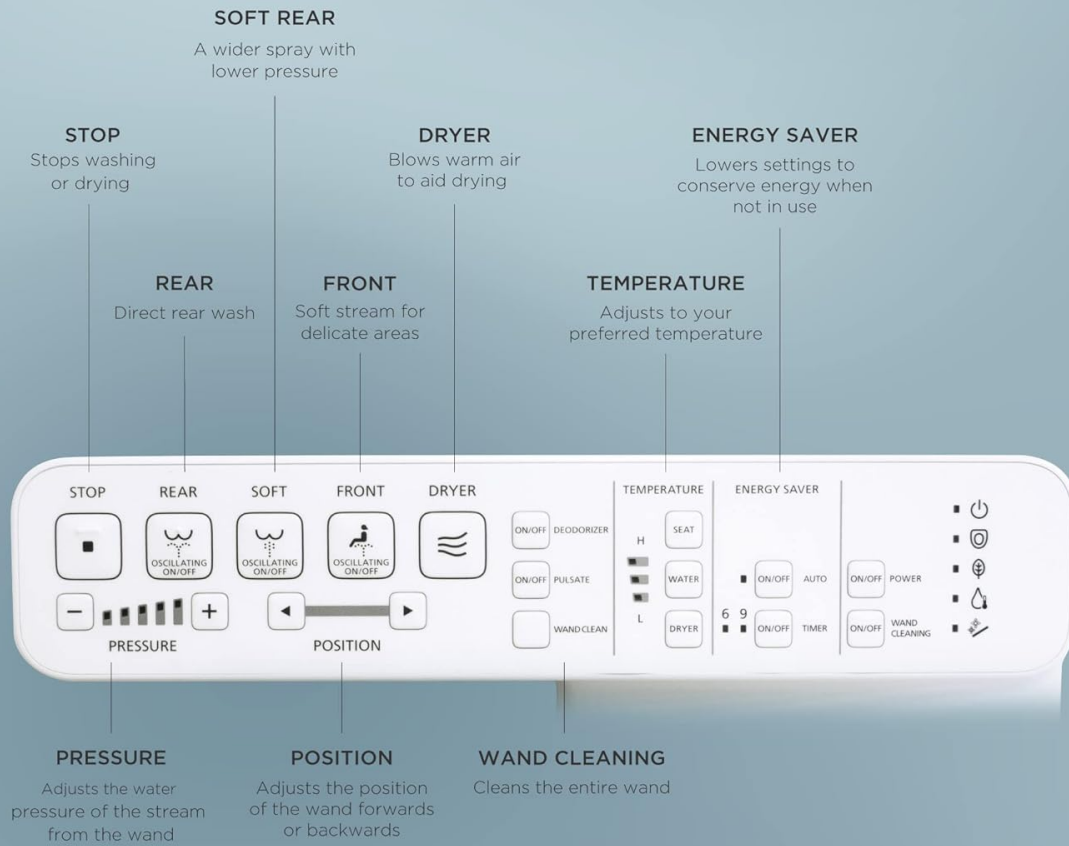 SOFT REAR
A wider spray with
lower pressure
STOP
Stops washing
or drying
DRYER
Blows warm air
to aid drying
ENERGY SAVER
Lowers settings to
conserve energy when
not in use
REAR
Direct rear wash
FRONT
Soft stream for
delicate areas
TEMPERATURE
Adjusts to your
preferred temperature
STOP
REAR
OSCILLATING
ON/OFF
SOFT
OSCILLATING
ON/OFF
FRONT
OSCILLATING
ON/OFF
DRYER
− +
PRESSURE
POSITION
ON/OFF DEODORIZER
ON/OFF PULSATE
WAND CLEAN
TEMPERATURE
H
L
SEAT
WATER
DRYER
ENERGY SAVER
ON/OFF AUTO
6 9
ON/OFF TIMER
ON/OFF POWER
ON/OFF WAND
CLEANING
PRESSURE
Adjusts the water
pressure of the stream
from the wand
POSITION
Adjusts the position
of the wand forwards
or backwards
WAND CLEANING
Cleans the entire wand